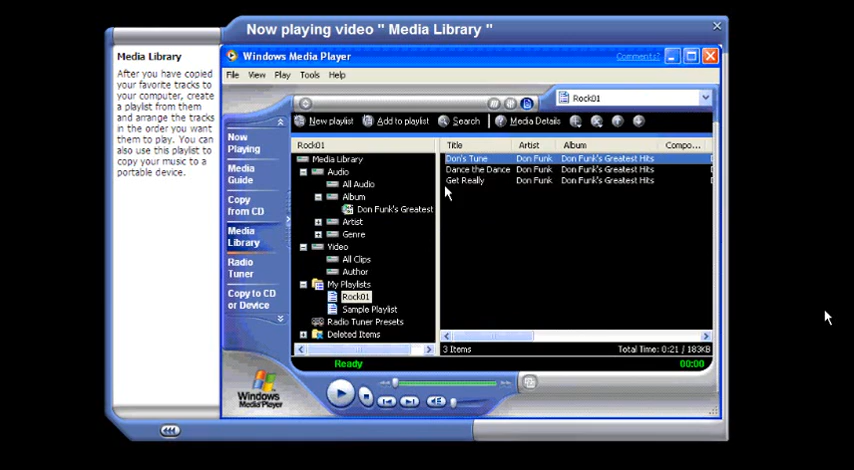 Now playing video " Media Library "
Media Library
After you have copied
your favorite tracks to
your computer, create
a playlist from them
and arrange the tracks
in the order you want
them to play. You can
also use this playlist to
copy your music to a
portable device.
Windows Media Player
Comments?
File View Play Tools Help
Rock01
New playlist Add to playlist Search Media Details
Now
Playing
Media
Guide
Copy
from CD
Media
Library
Radio
Tuner
Copy to CD
or Device
Rock01
Media Library
Audio
All Audio
Album
Don Funk's Greatest
Artist
Genre
Video
All Clips
Author
My Playlists
Rock01
Sample Playlist
Radio Tuner Presets
Deleted Items
Title Artist Album Compo...
Don's Tune Don Funk Don Funk's Greatest Hits
Dance the Dance Don Funk Don Funk's Greatest Hits
Get Really Don Funk Don Funk's Greatest Hits
3 Items Total Time: 0:21 / 183KB
Ready 00:00
Windows
Media Player